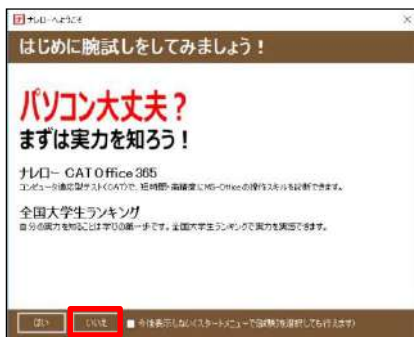 ナレローへようこそ
はじめに腕試しをしてみましょう！
パソコン大丈夫？
まずは実力を知ろう！
ナレロー CAT Office 365
コンピュータ適応型テスト(CAT)で、短時間・高精度にMS-Officeの操作スキルを診断できます。
全国大学生ランキング
自分の実力を知ることは学びの第一歩です。全国大学生ランキングで実力を実感できます。
はい いいえ 今後表示しない(スタートメニューで[腕試し]を選択しても行えます)